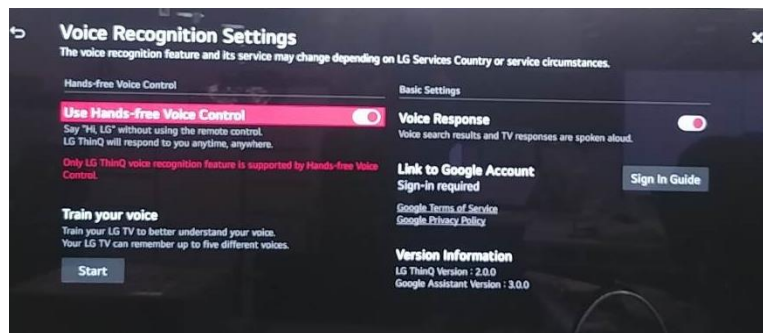 Voice Recognition Settings
The voice recognition feature and its service may change depending on LG Services Country or service circumstances.
Hands-free Voice Control
Use Hands-free Voice Control
Say "Hi, LG" without using the remote control.
LG ThinQ will respond to you anytime, anywhere.
Only LG ThinQ voice recognition feature is supported by Hands-free Voice
Control.
Train your voice
Train your LG TV to better understand your voice.
Your LG TV can remember up to five different voices.
Start
Basic Settings
Voice Response
Voice search results and TV responses are spoken aloud.
Link to Google Account
Sign-in required
Sign In Guide
Google Terms of Service
Google Privacy Policy
Version Information
LG ThinQ Version : 2.0.0
Google Assistant Version : 3.0.0